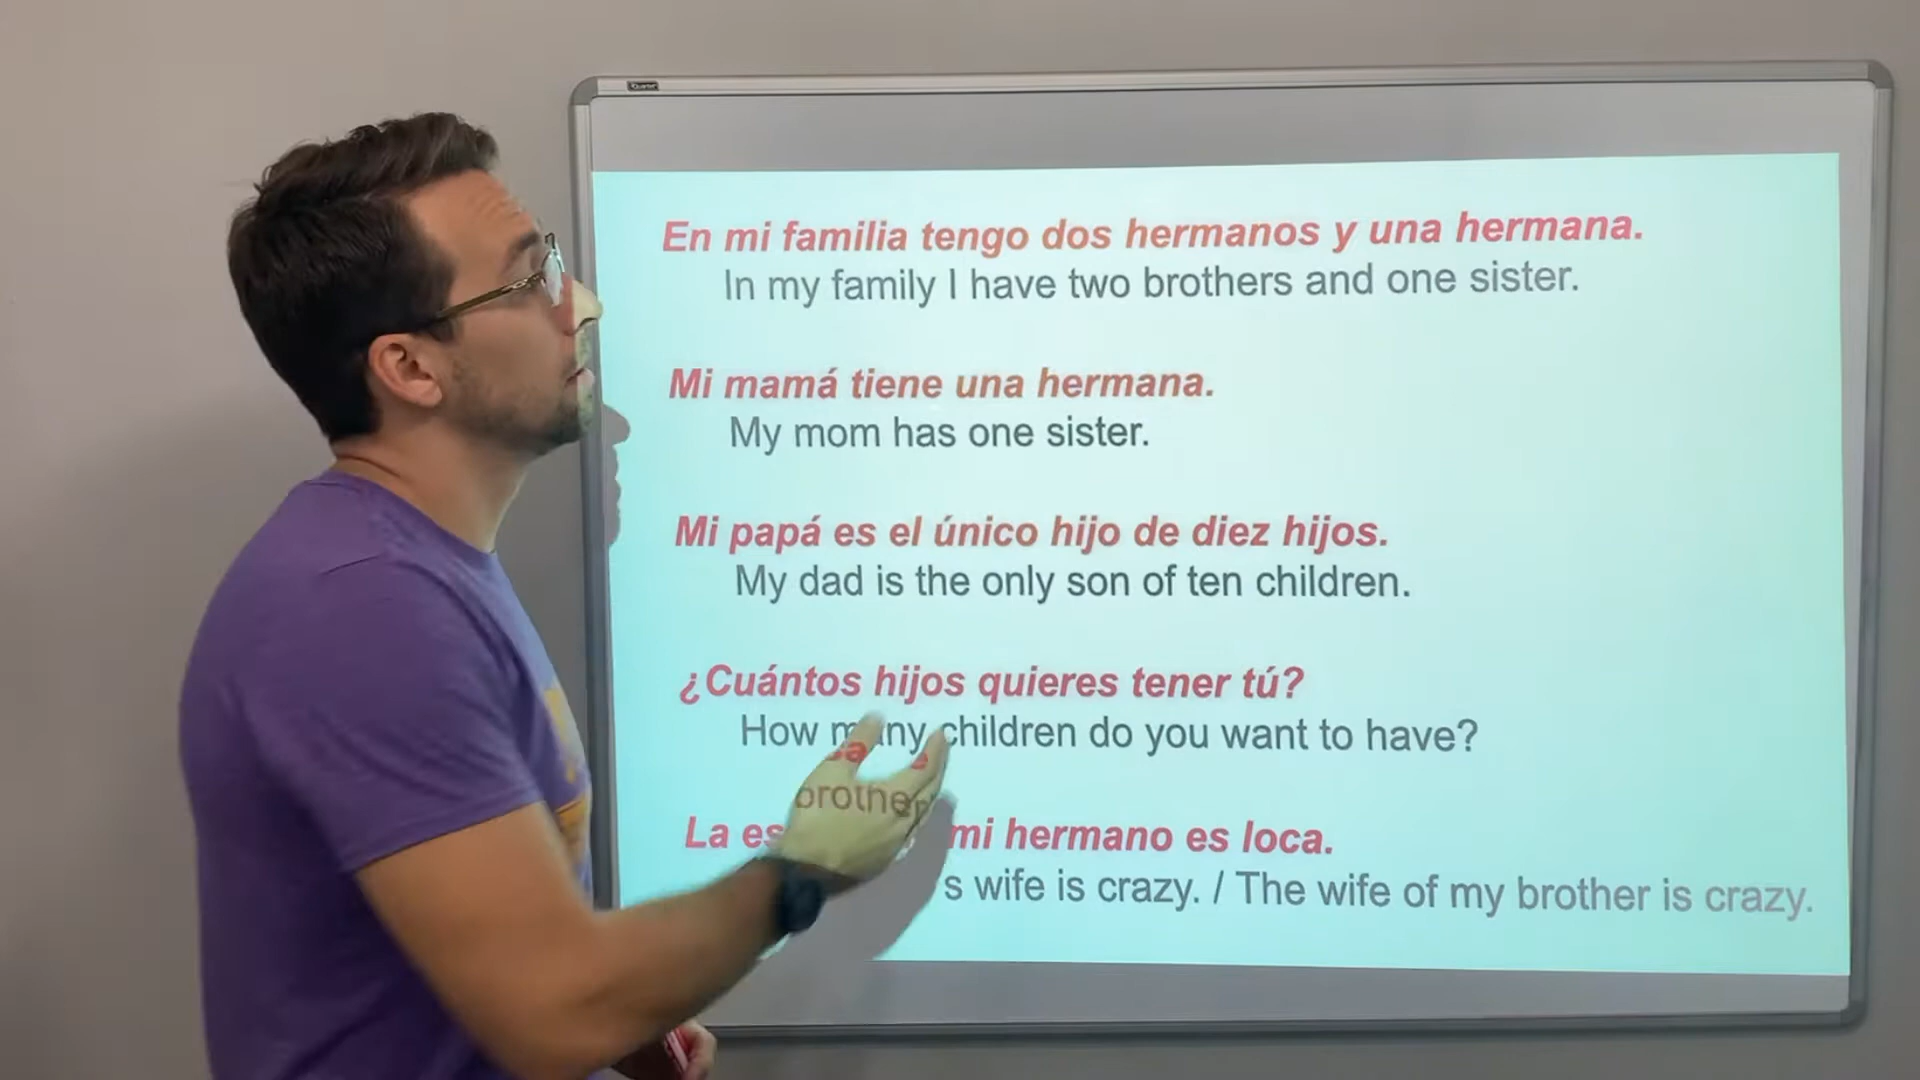 En mi familia tengo dos hermanos y una hermana.
In my family I have two brothers and one sister.
Mi mamá tiene una hermana.
My mom has one sister.
Mi papá es el único hijo de diez hijos.
My dad is the only son of ten children.
¿Cuántos hijos quieres tener tú?
How many children do you want to have?
La mi hermano es loca.
brother's wife is crazy. / The wife of my brother is crazy.